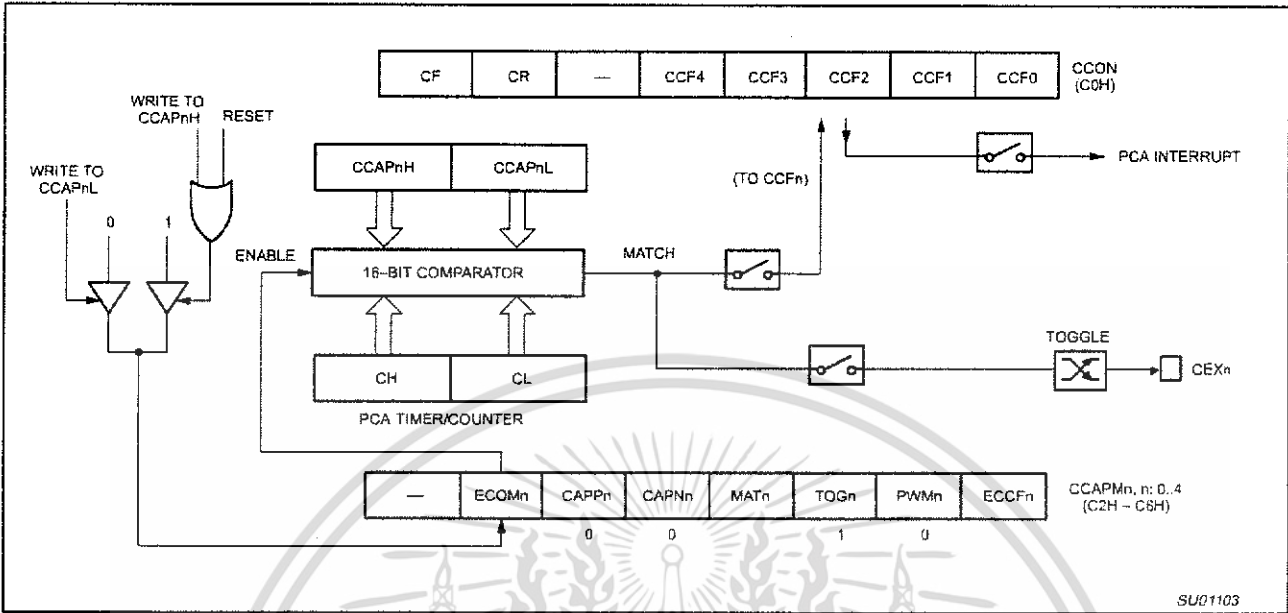 CF CR — CCF4 CCF3 CCF2 CCF1 CCF0 CCON
(C0H)
WRITE TO
CCAPnH RESET
WRITE TO
CCAPnL
0 1
CCAPnH CCAPnL
(TO CCFn)
PCA INTERRUPT
ENABLE
16–BIT COMPARATOR
MATCH
TOGGLE
CH CL
CEXn
PCA TIMER/COUNTER
— ECOMn CAPPn CAPNn MATn TOGn PWMn ECCFn CCAPMn, n: 0..4
(C2H – C6H)
0 0 1 0
SU01103